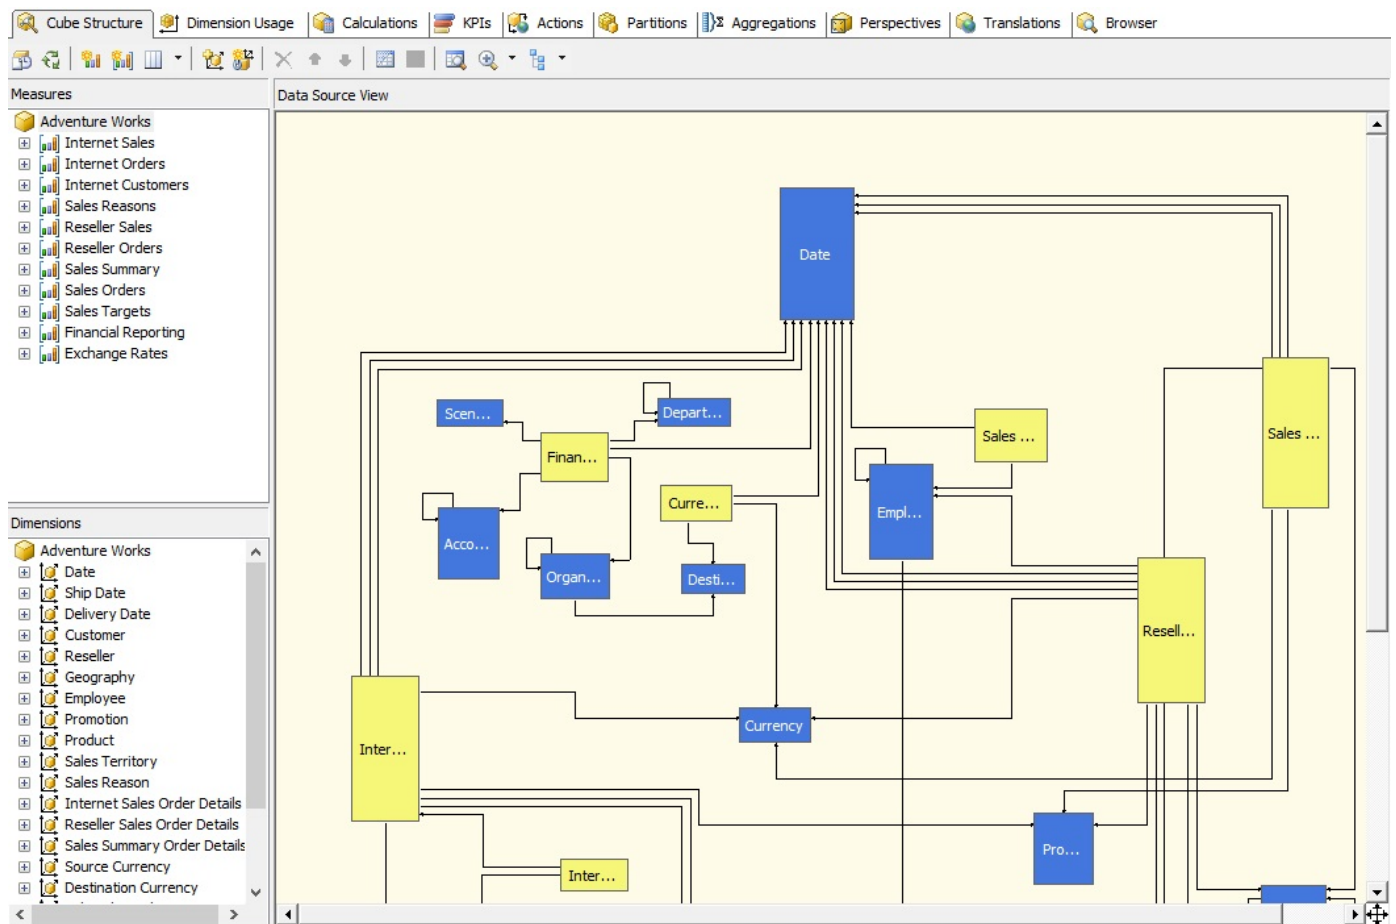 Cube Structure Dimension Usage Calculations KPIs Actions Partitions Aggregations Perspectives Translations Browser
Measures
Adventure Works
Internet Sales
Internet Orders
Internet Customers
Sales Reasons
Reseller Sales
Reseller Orders
Sales Summary
Sales Orders
Sales Targets
Financial Reporting
Exchange Rates
Dimensions
Adventure Works
Date
Ship Date
Delivery Date
Customer
Reseller
Geography
Employee
Promotion
Product
Sales Territory
Sales Reason
Internet Sales Order Details
Reseller Sales Order Details
Sales Summary Order Details
Source Currency
Destination Currency
Data Source View
Date
Scen...
Depart...
Sales ...
Sales ...
Finan...
Curre...
Empl...
Acco...
Organ...
Desti...
Resell...
Currency
Inter...
Pro...
Inter...